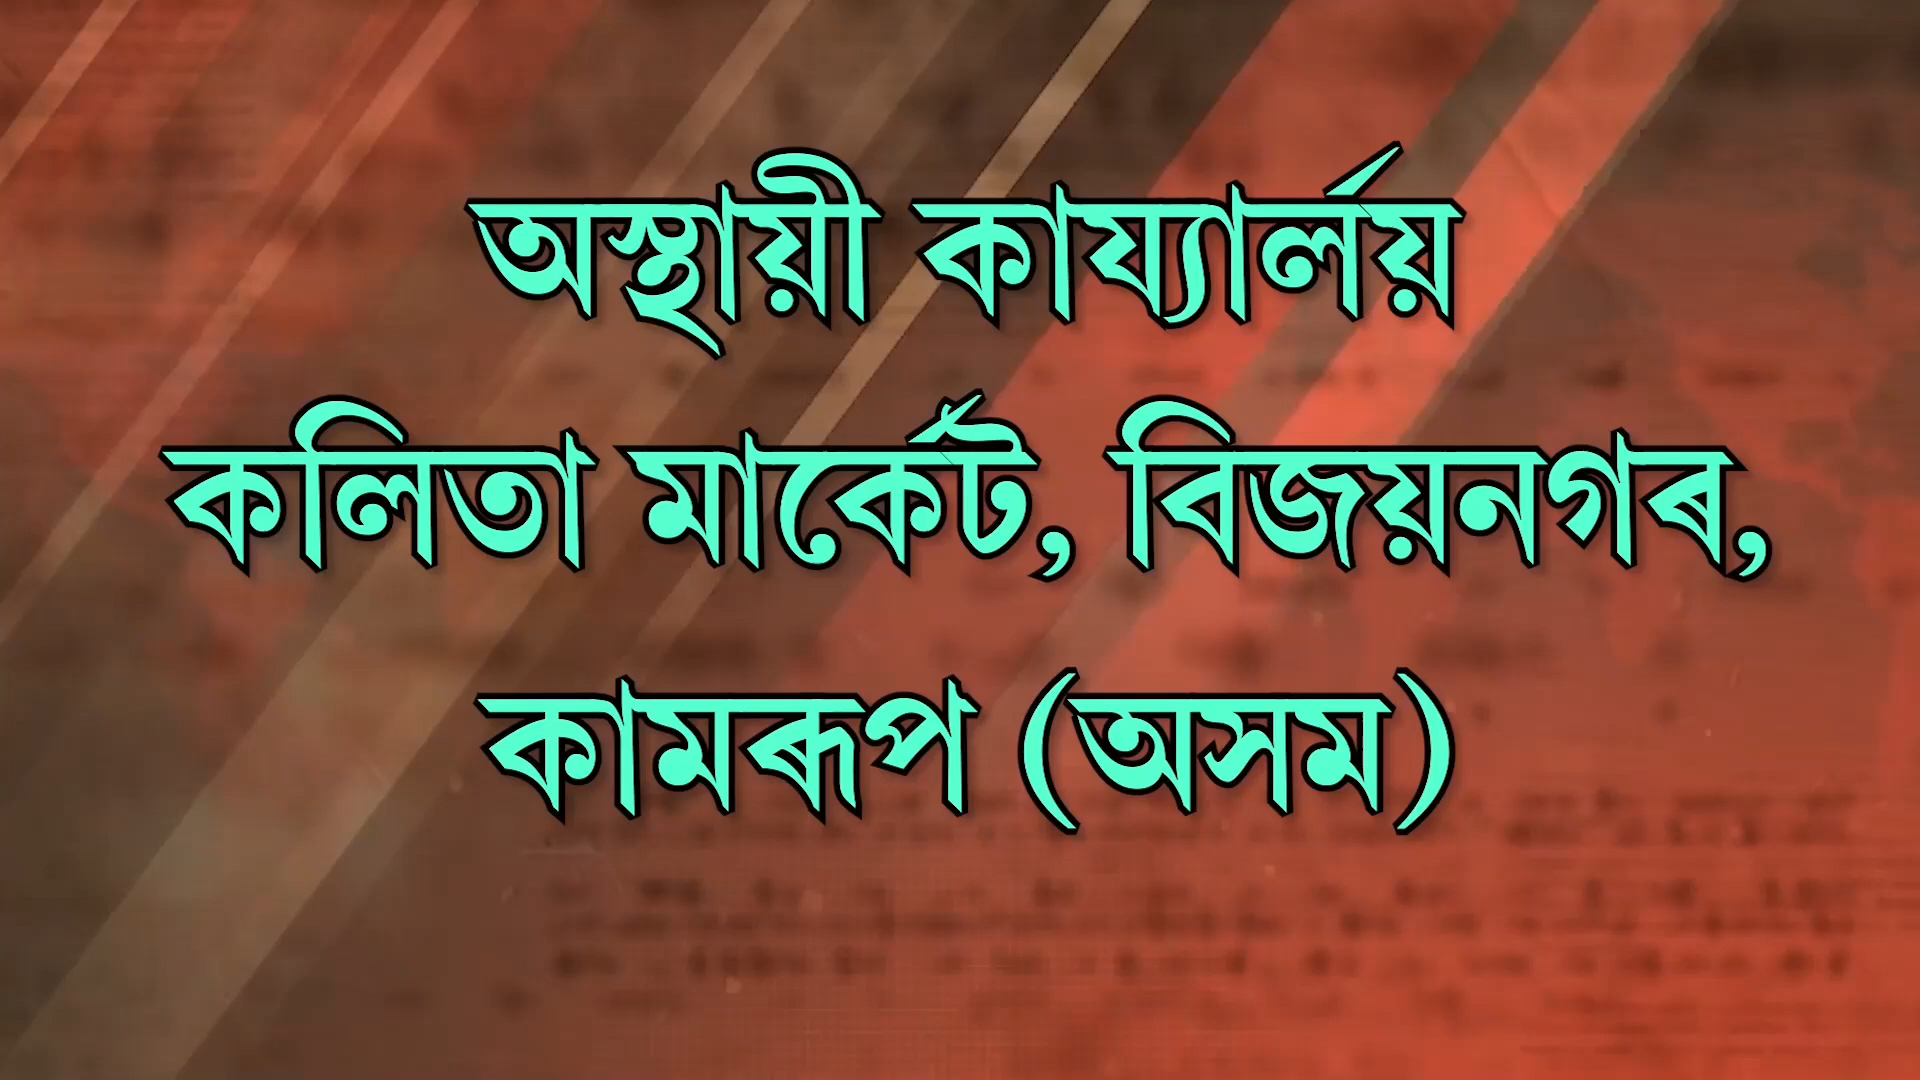 অস্থায়ী কায্যাৰ্লয়
কলিতা মাৰ্কেট, বিজয়নগৰ,
কামৰূপ (অসম)